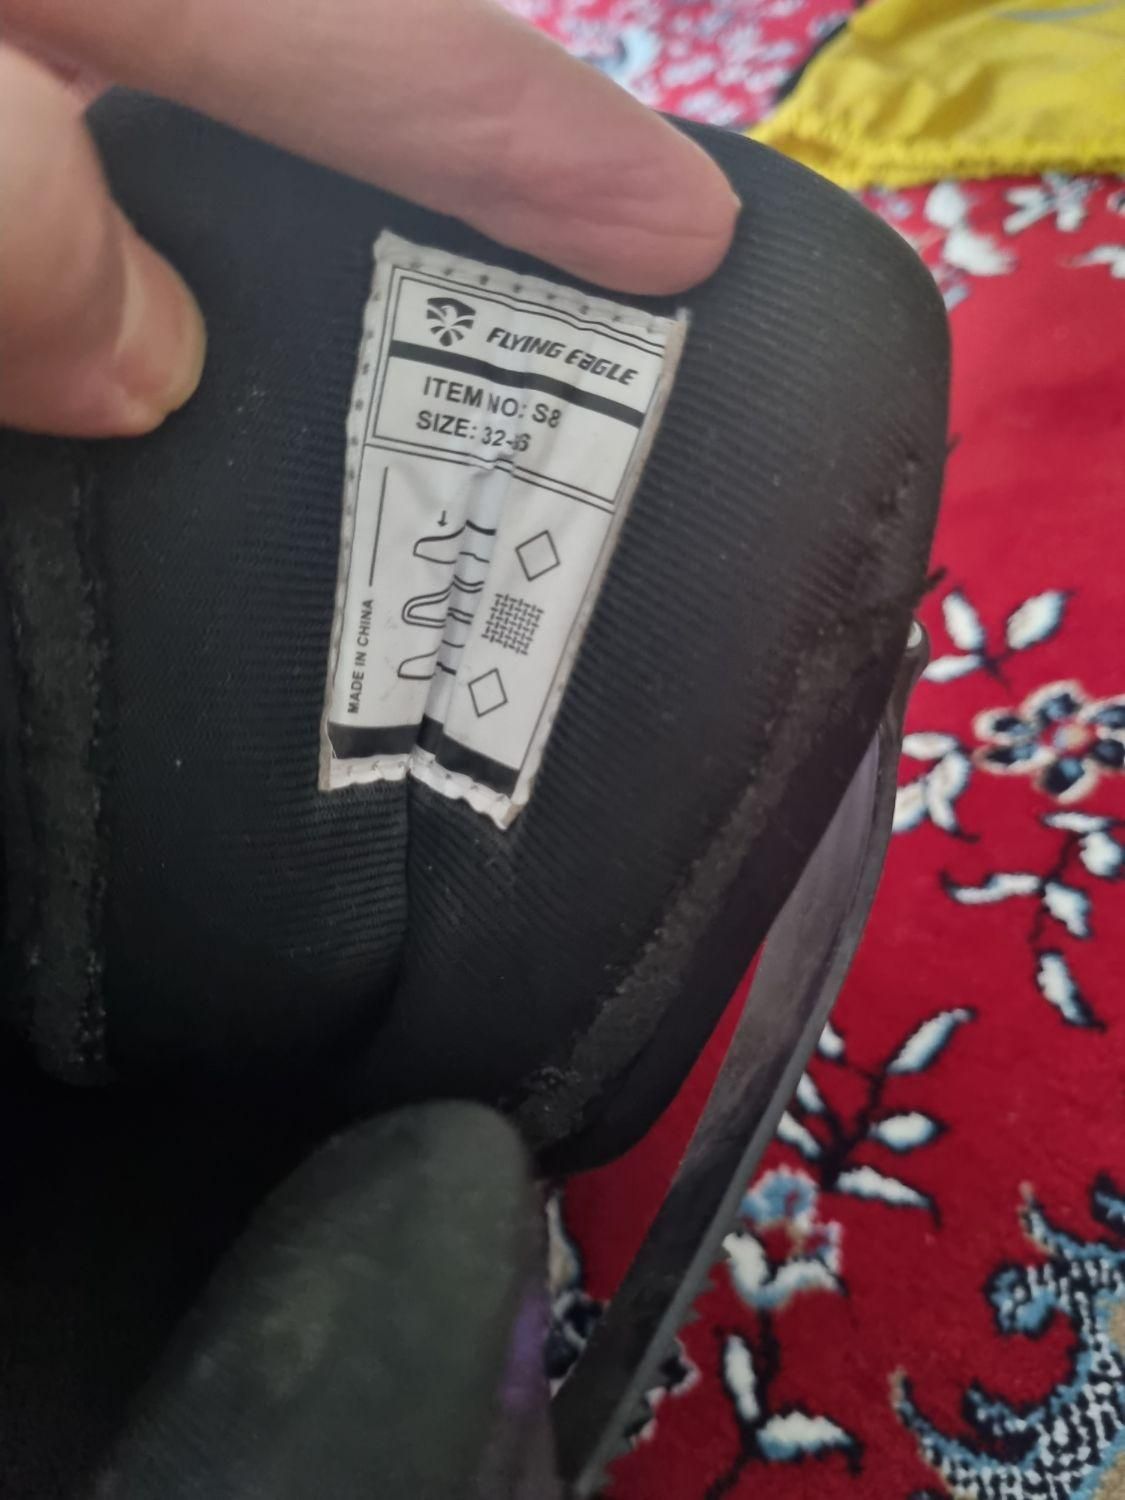 FLYING EAGLE
ITEM NO: S8
SIZE: 32-36
MADE IN CHINA